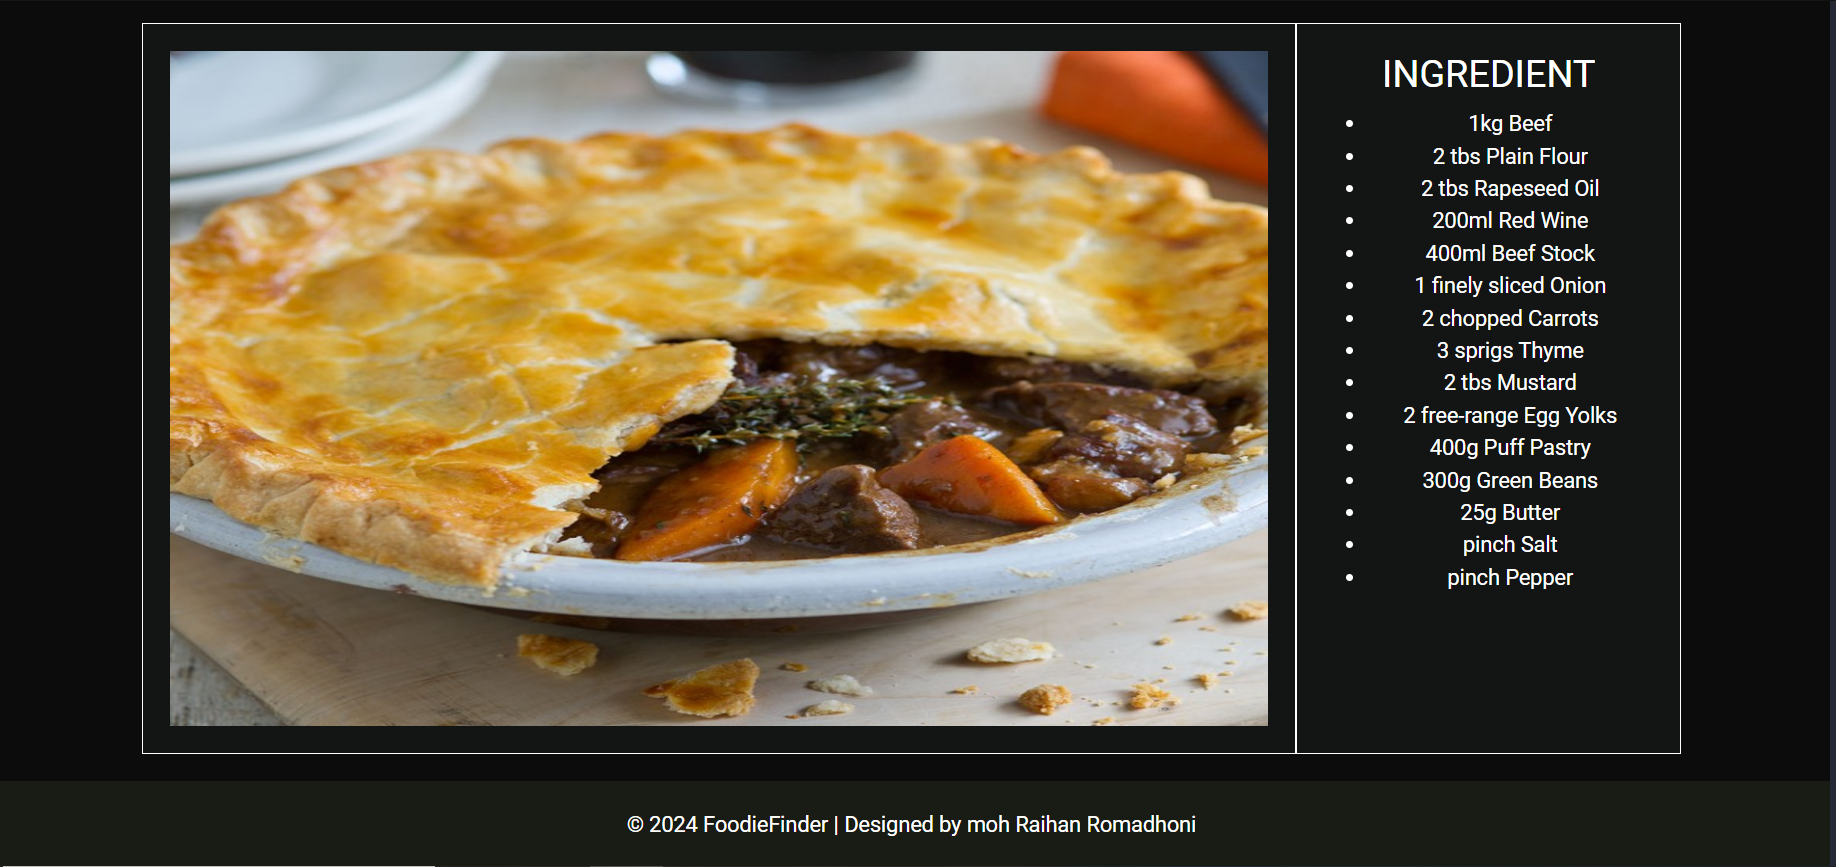 INGREDIENT
1kg Beef
2 tbs Plain Flour
2 tbs Rapeseed Oil
200ml Red Wine
400ml Beef Stock
1 finely sliced Onion
2 chopped Carrots
3 sprigs Thyme
2 tbs Mustard
2 free-range Egg Yolks
400g Puff Pastry
300g Green Beans
25g Butter
pinch Salt
pinch Pepper
© 2024 FoodieFinder | Designed by moh Raihan Romadhoni